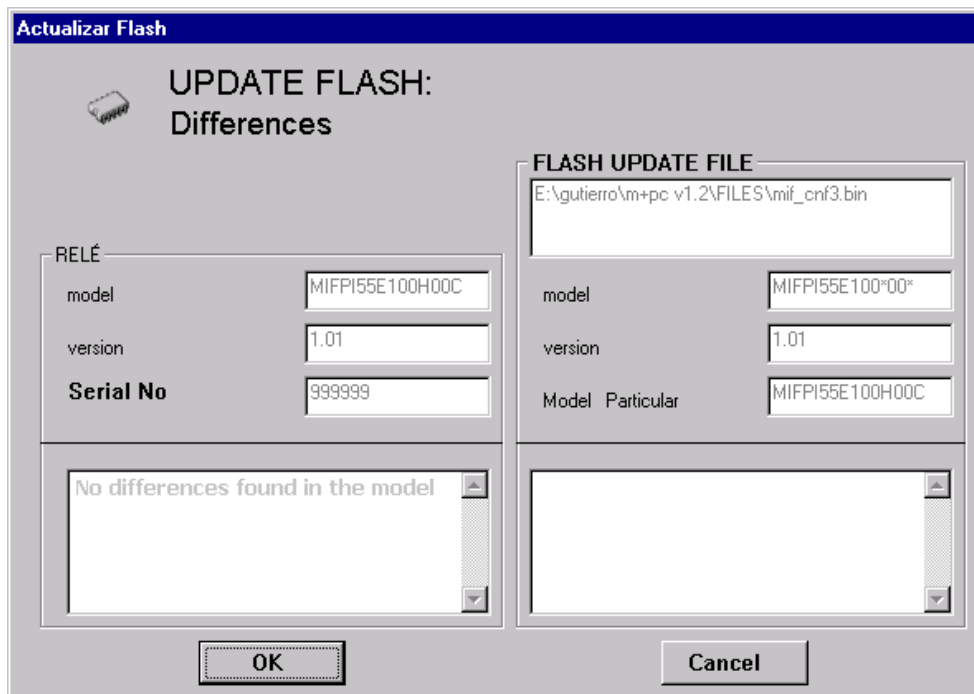 Actualizar Flash
UPDATE FLASH:
Differences
FLASH UPDATE FILE
E:\gutierro\m+pc v1.2\FILES\mif_cnf3.bin
RELÉ
model
MIFPI55E100H00C
version
1.01
Serial No
999999
model
MIFPI55E100*00*
version
1.01
Model Particular
MIFPI55E100H00C
No differences found in the model
OK
Cancel